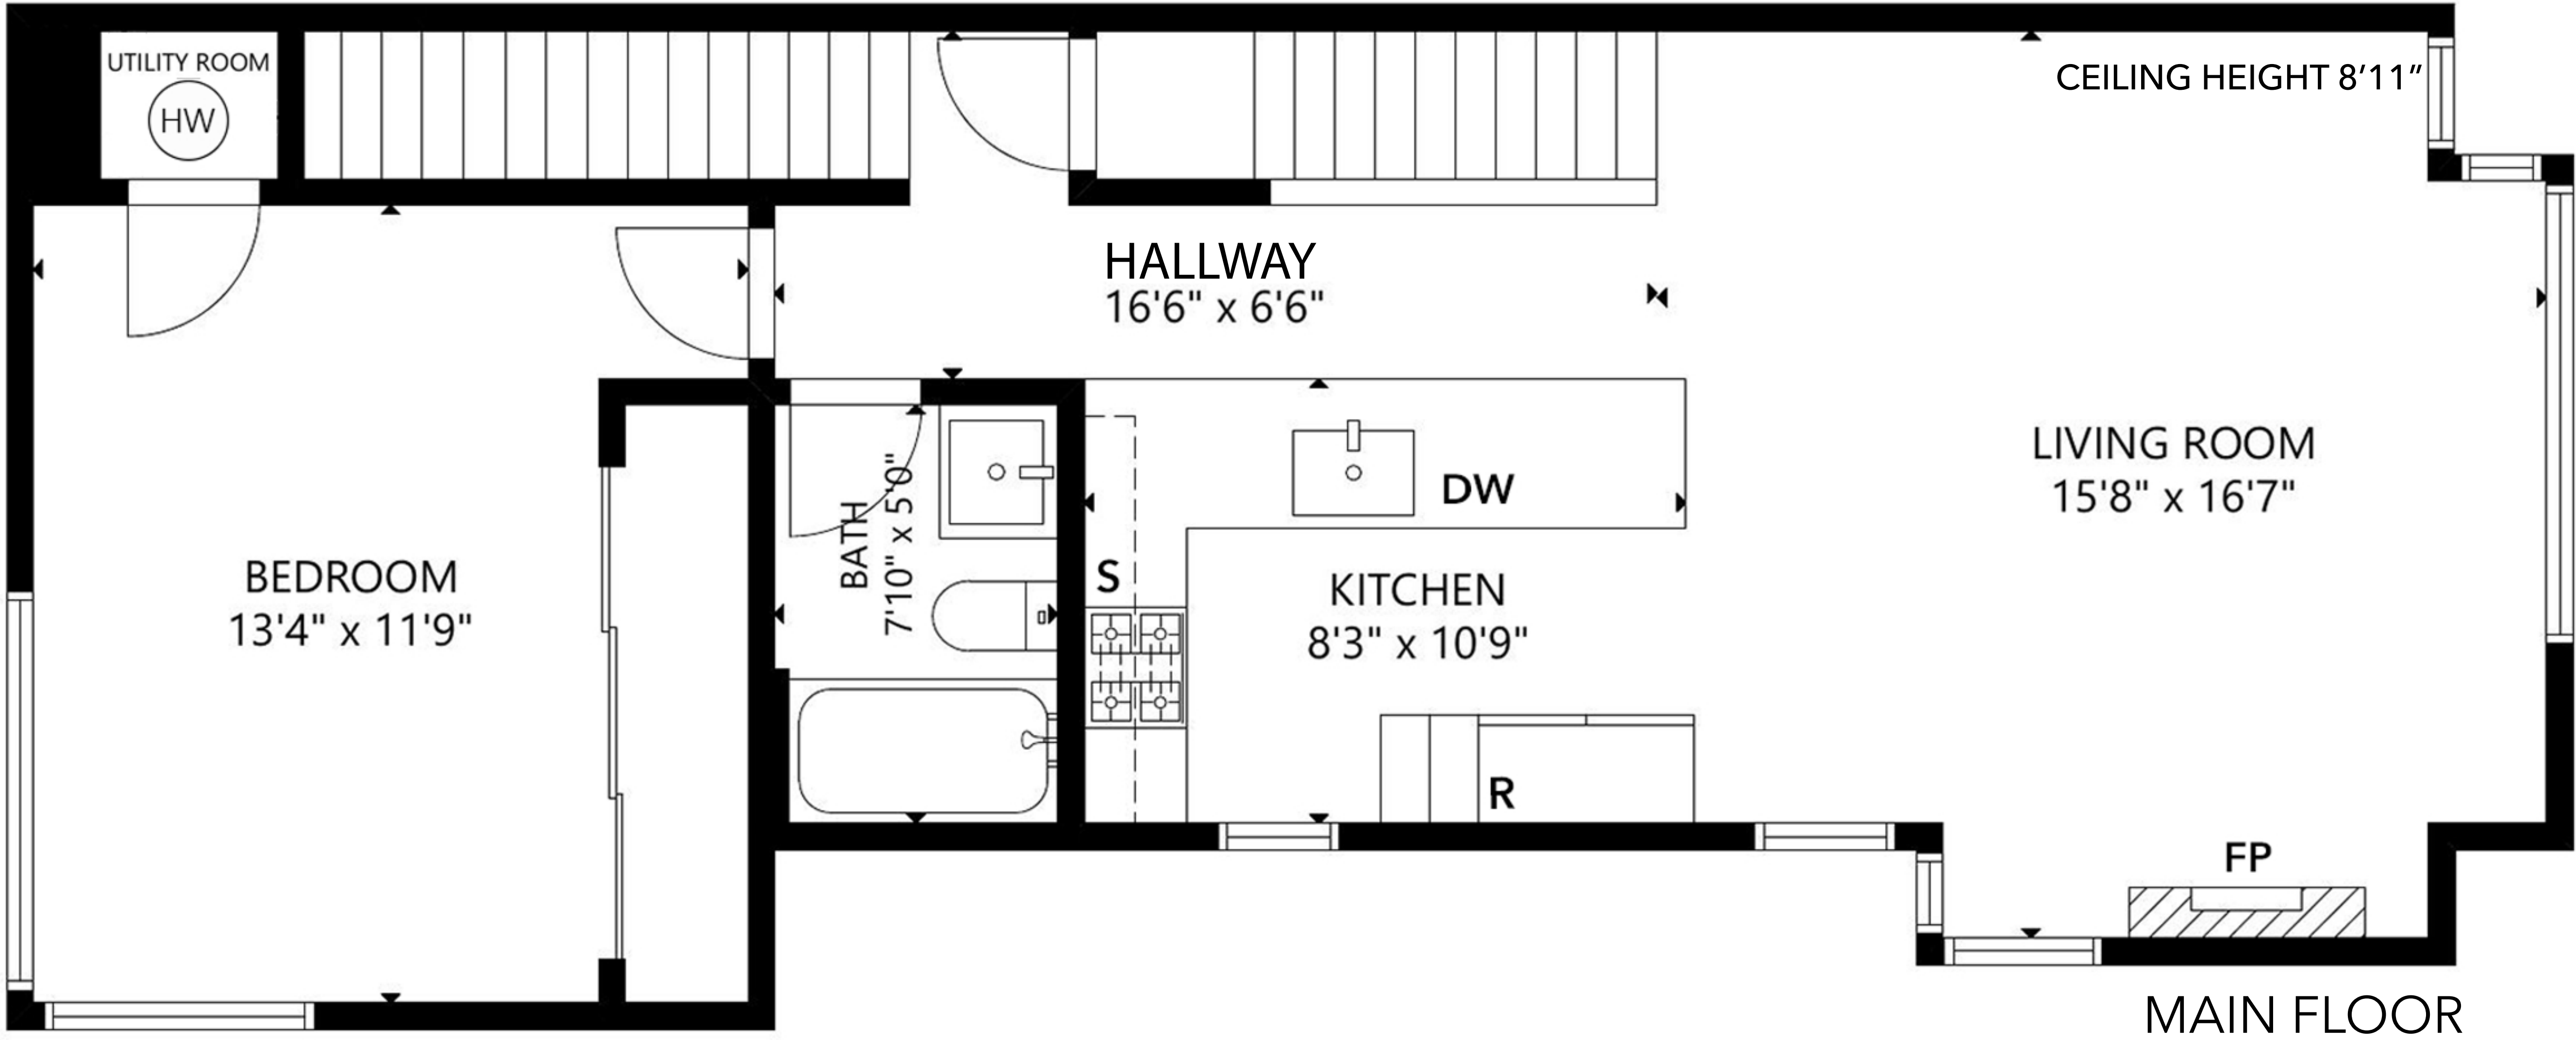 UTILITY ROOM
HW
CEILING HEIGHT 8’11”
HALLWAY
16'6" x 6'6"
LIVING ROOM
15'8" x 16'7"
BEDROOM
13'4" x 11'9"
BATH
7'10" x 5'0"
DW
S
KITCHEN
8'3" x 10'9"
R
FP
MAIN FLOOR